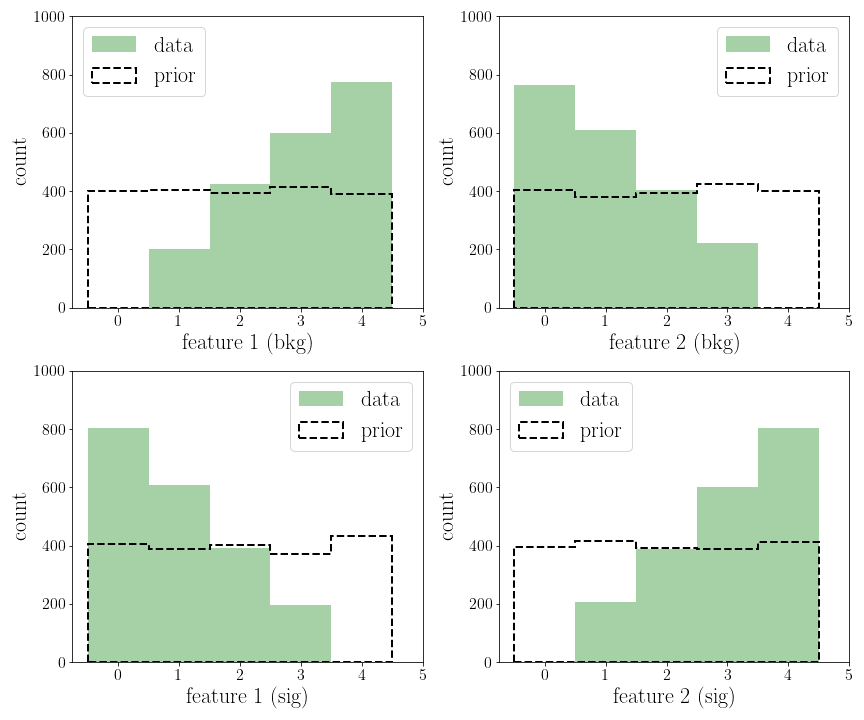 1000
800
600
400
200
0
count
data
prior
0 1 2 3 4 5
feature 1 (bkg)
1000
800
600
400
200
0
count
data
prior
0 1 2 3 4 5
feature 2 (bkg)
1000
800
600
400
200
0
count
data
prior
0 1 2 3 4 5
feature 1 (sig)
1000
800
600
400
200
0
count
data
prior
0 1 2 3 4 5
feature 2 (sig)